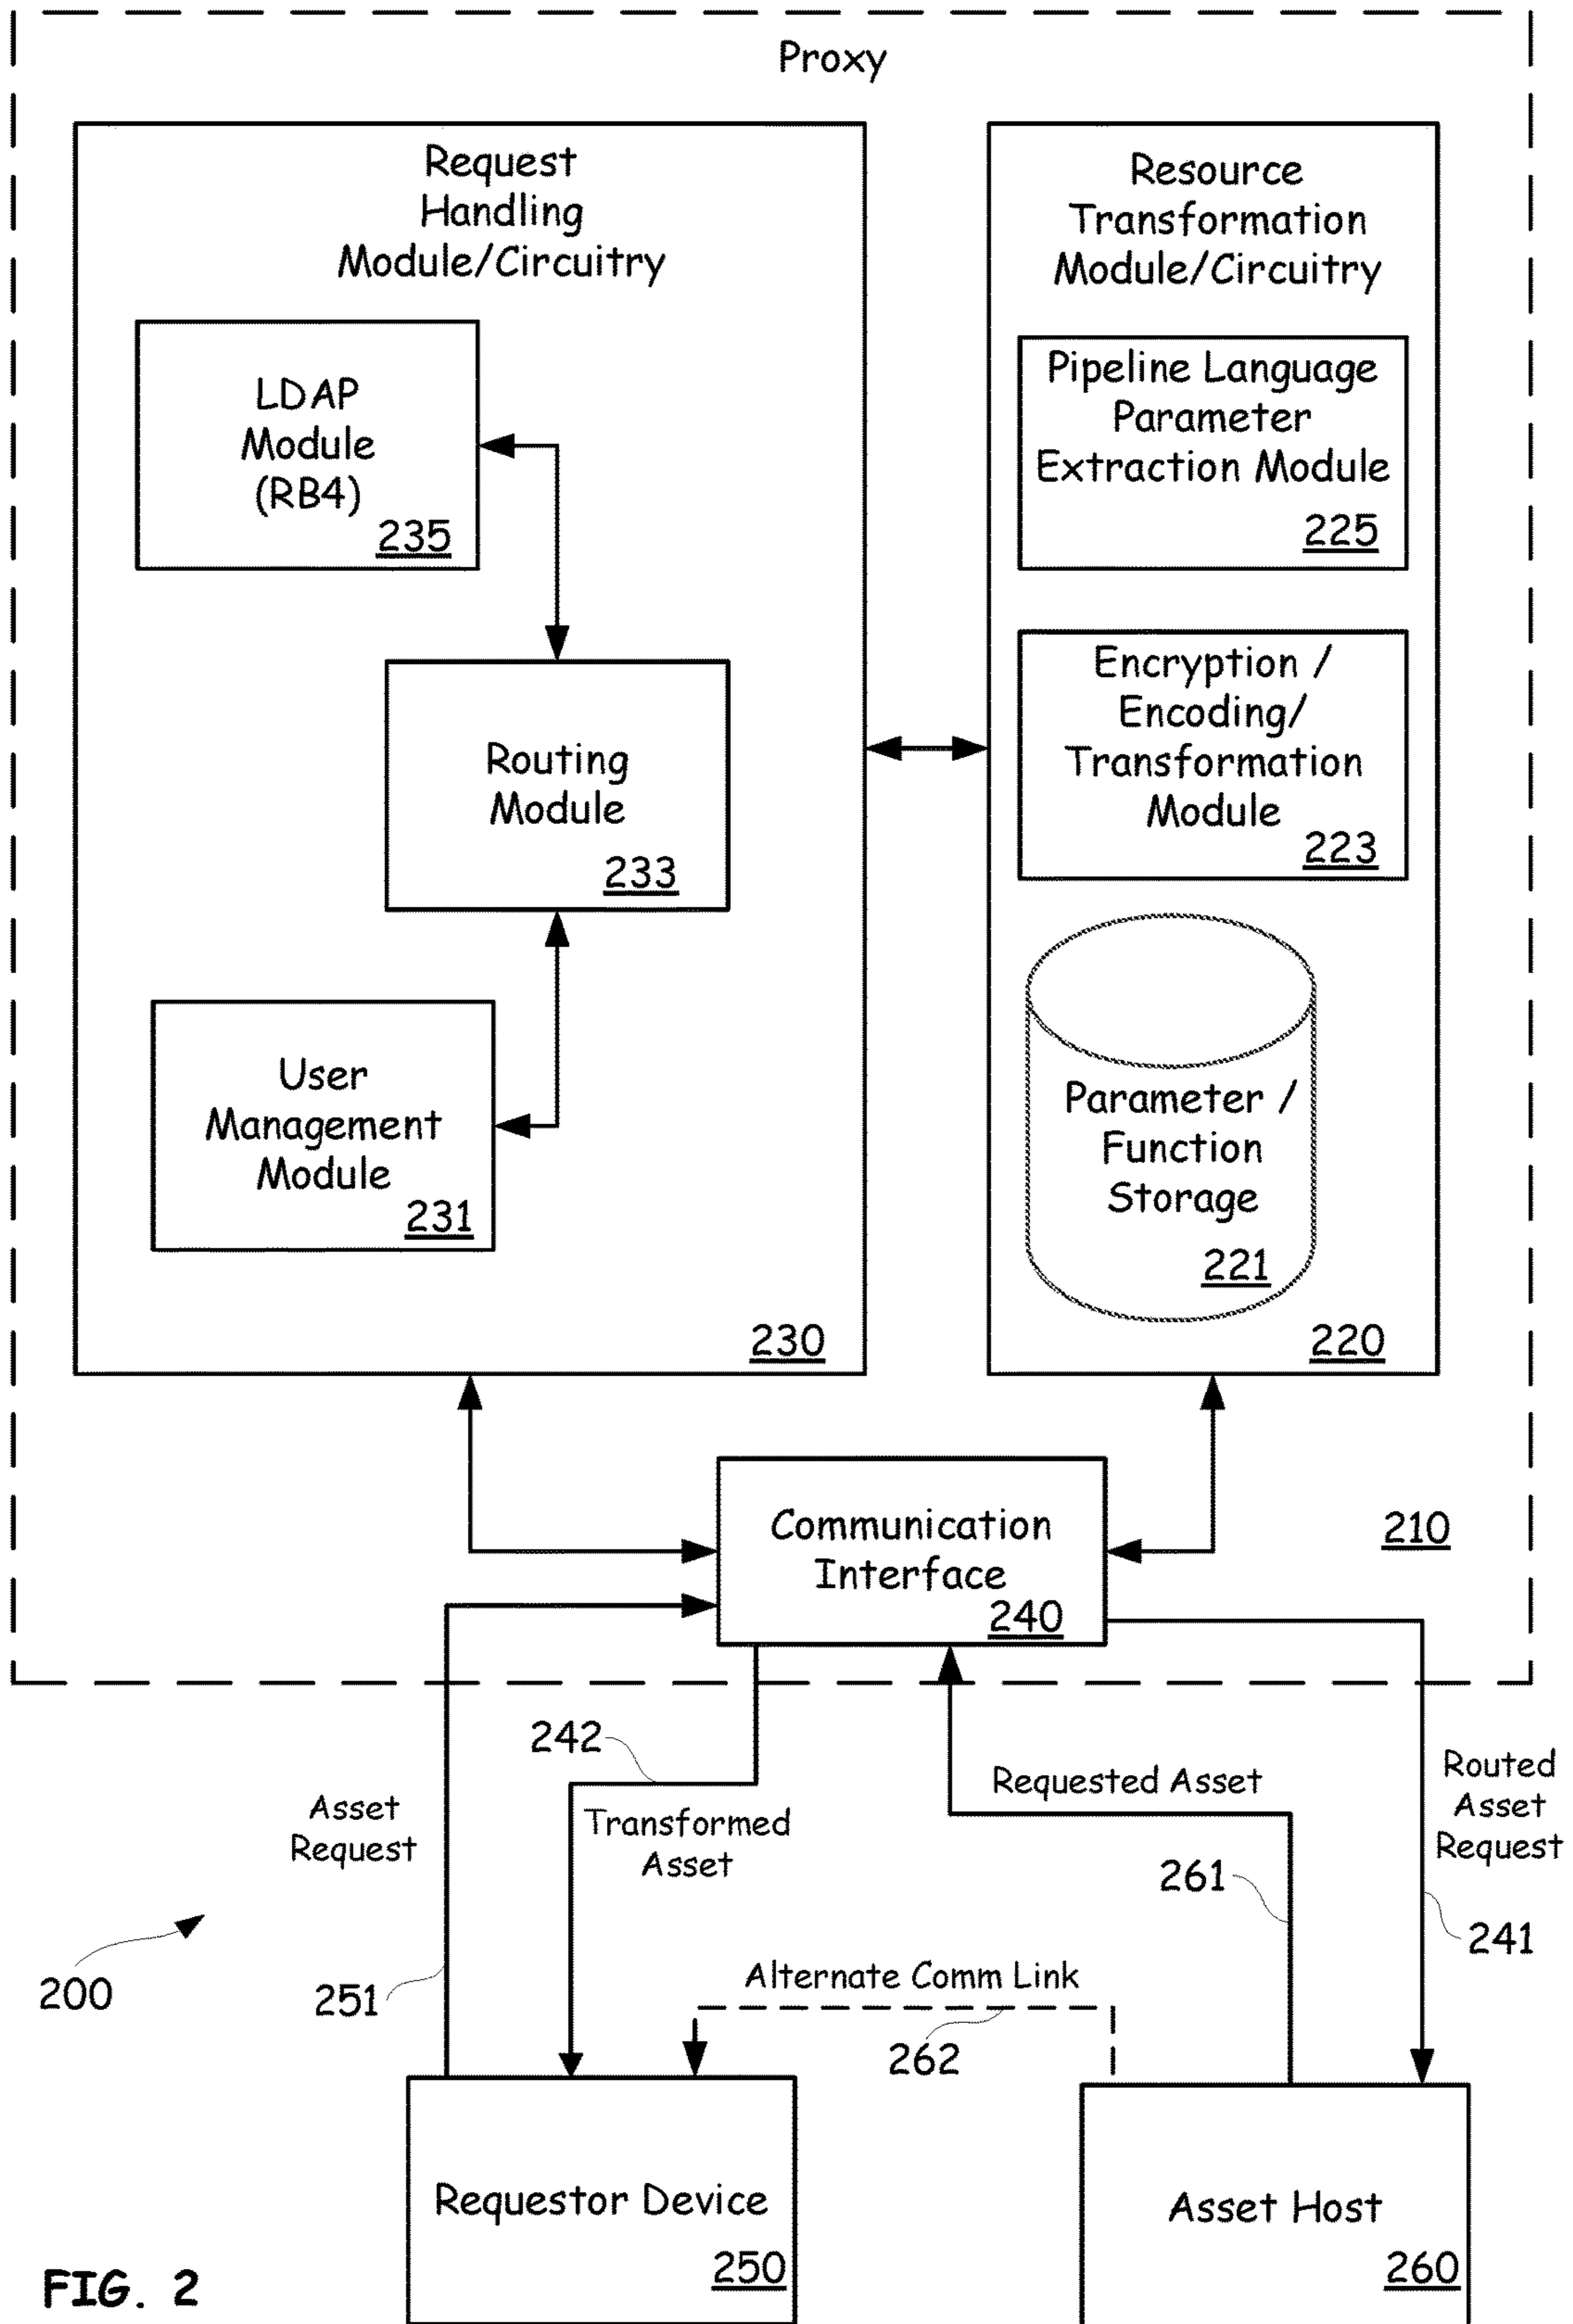 Proxy
Request
Handling
Module/Circuitry
LDAP
Module
(RB4)
235
Routing
Module
233
User
Management
Module
231
230
Resource
Transformation
Module/Circuitry
Pipeline Language
Parameter
Extraction Module
225
Encryption /
Encoding/
Transformation
Module
223
Parameter /
Function
Storage
221
220
Communication
Interface
240
210
242
Asset
Request
Transformed
Asset
Requested Asset
Routed
Asset
Request
261
241
200
251
Alternate Comm Link
262
Requestor Device
250
Asset Host
260
FIG. 2